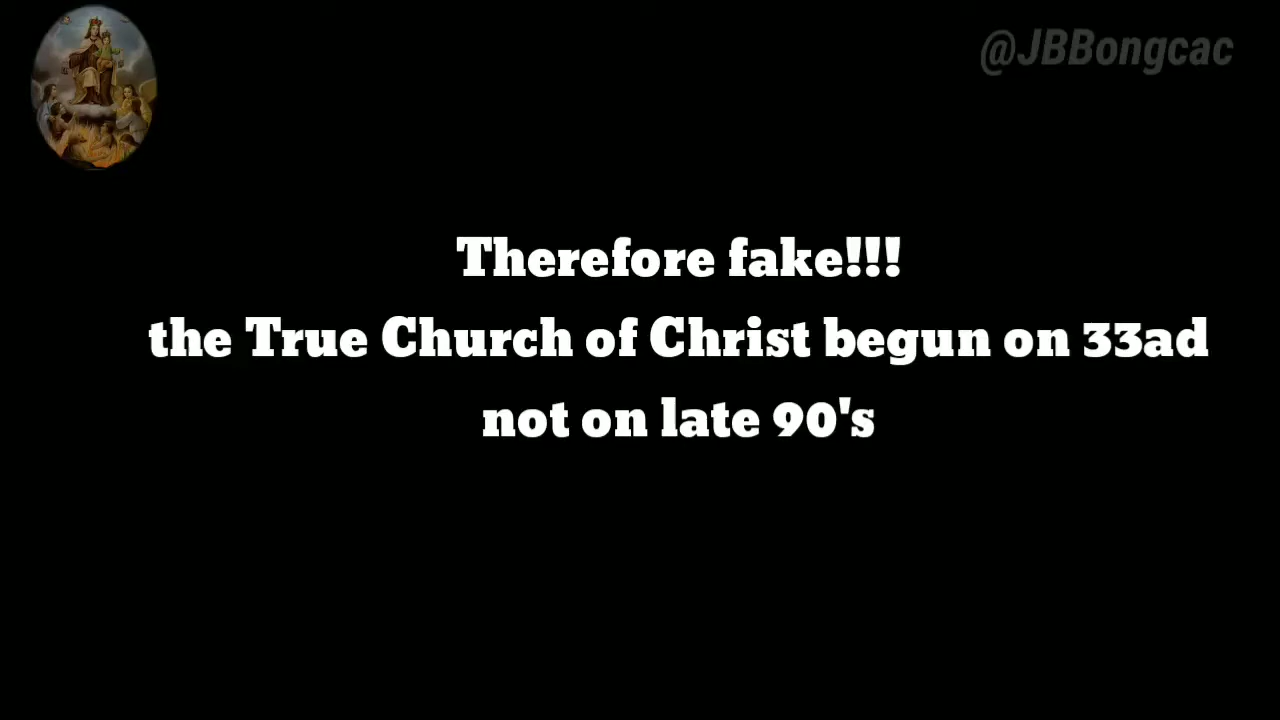 @JBBongcac
Therefore fake!!!
the True Church of Christ begun on 33ad
not on late 90's